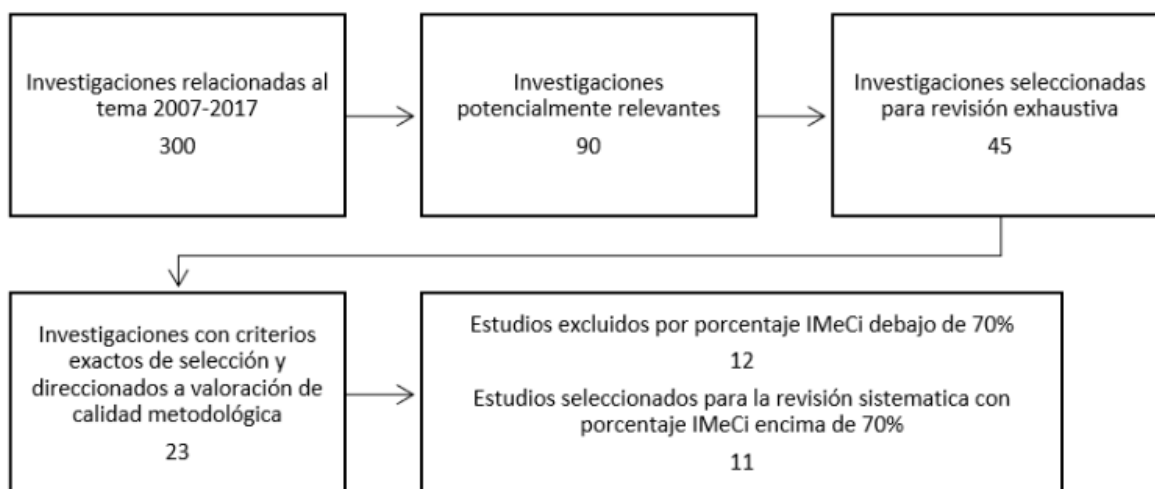 Investigaciones relacionadas al
tema 2007-2017
300
Investigaciones
potencialmente relevantes
90
Investigaciones seleccionadas
para revisión exhaustiva
45
Investigaciones con criterios
exactos de selección y
direccionados a valoración de
calidad metodológica
23
Estudios excluidos por porcentaje IMeCi debajo de 70%
12
Estudios seleccionados para la revisión sistematica con
porcentaje IMeCi encima de 70%
11